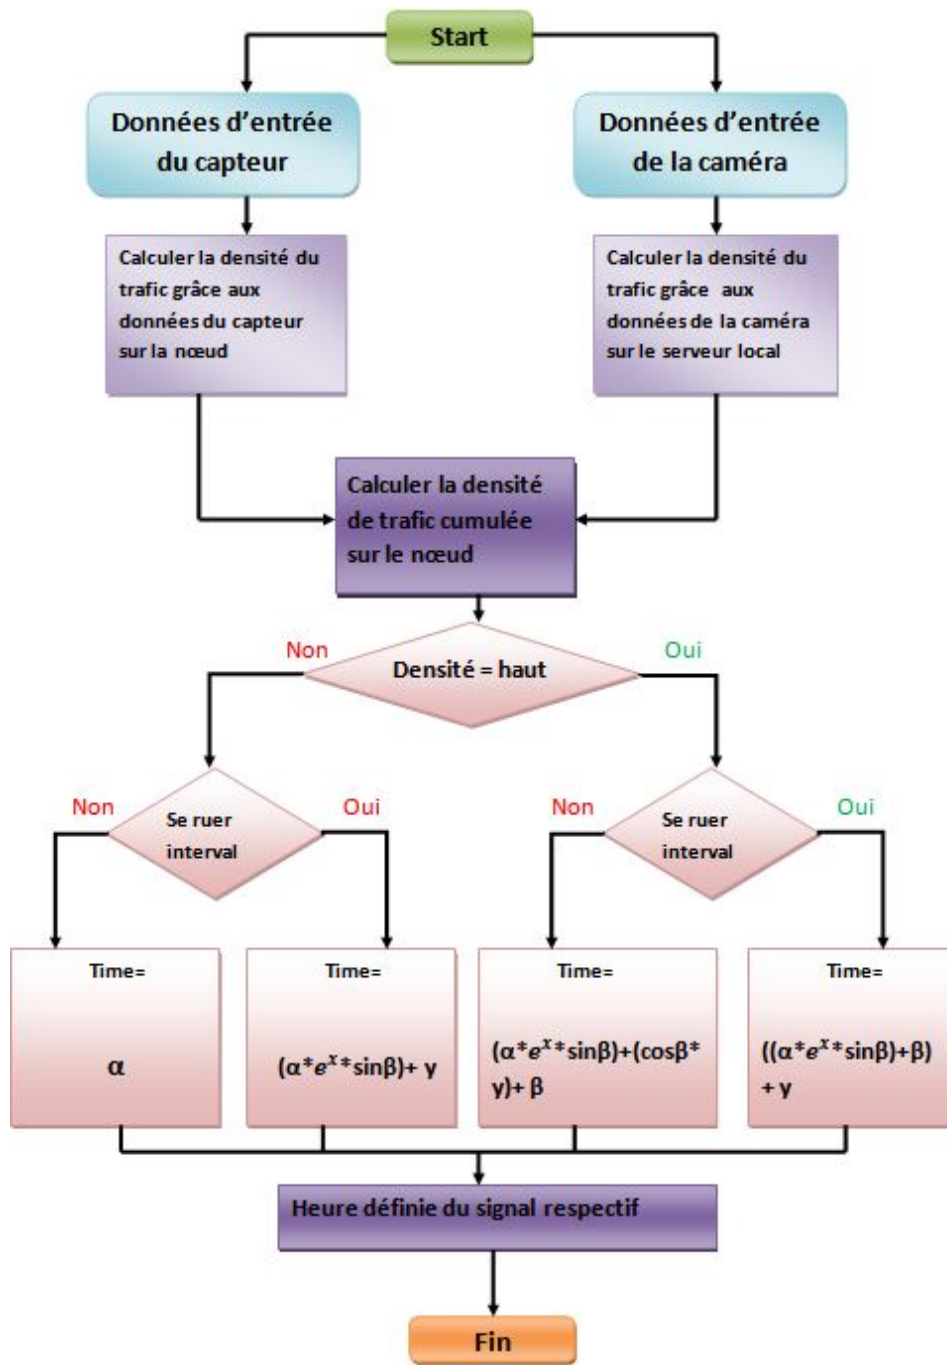 Start
Données d'entrée
du capteur
Données d'entrée
de la caméra
Calculer la densité du
trafic grâce aux
données du capteur
sur la nœud
Calculer la densité du
trafic grâce aux
données de la caméra
sur le serveur local
Calculer la densité
de trafic cumulée
sur le nœud
Non
Oui
Densité = haut
Non
Oui
Se ruer
interval
Non
Oui
Se ruer
interval
Time=
α
Time=
(α*e^x*sinβ)+ y
Time=
(α*e^x*sinβ)+(cosβ*
y)+ β
Time=
((α*e^x*sinβ)+β)
+ y
Heure définie du signal respectif
Fin